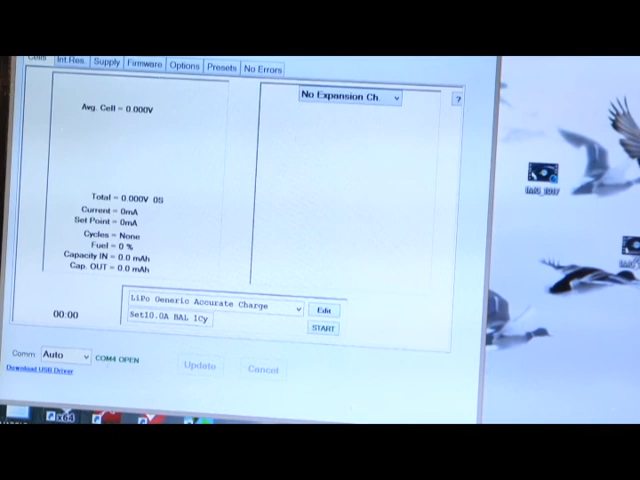 Cells Int.Res. Supply Firmware Options Presets No Errors
No Expansion Ch.
?
Avg. Cell = 0.000V
Total = 0.000V 0S
Current = 0mA
Set Point = 0mA
Cycles = None
Fuel = 0 %
Capacity IN = 0.0 mAh
Cap. OUT = 0.0 mAh
LiPo Generic Accurate Charge
Edit
00:00
Set10.0A BAL 1Cy
START
Comm Auto COM4 OPEN
Update Cancel
Download USB Driver
x64